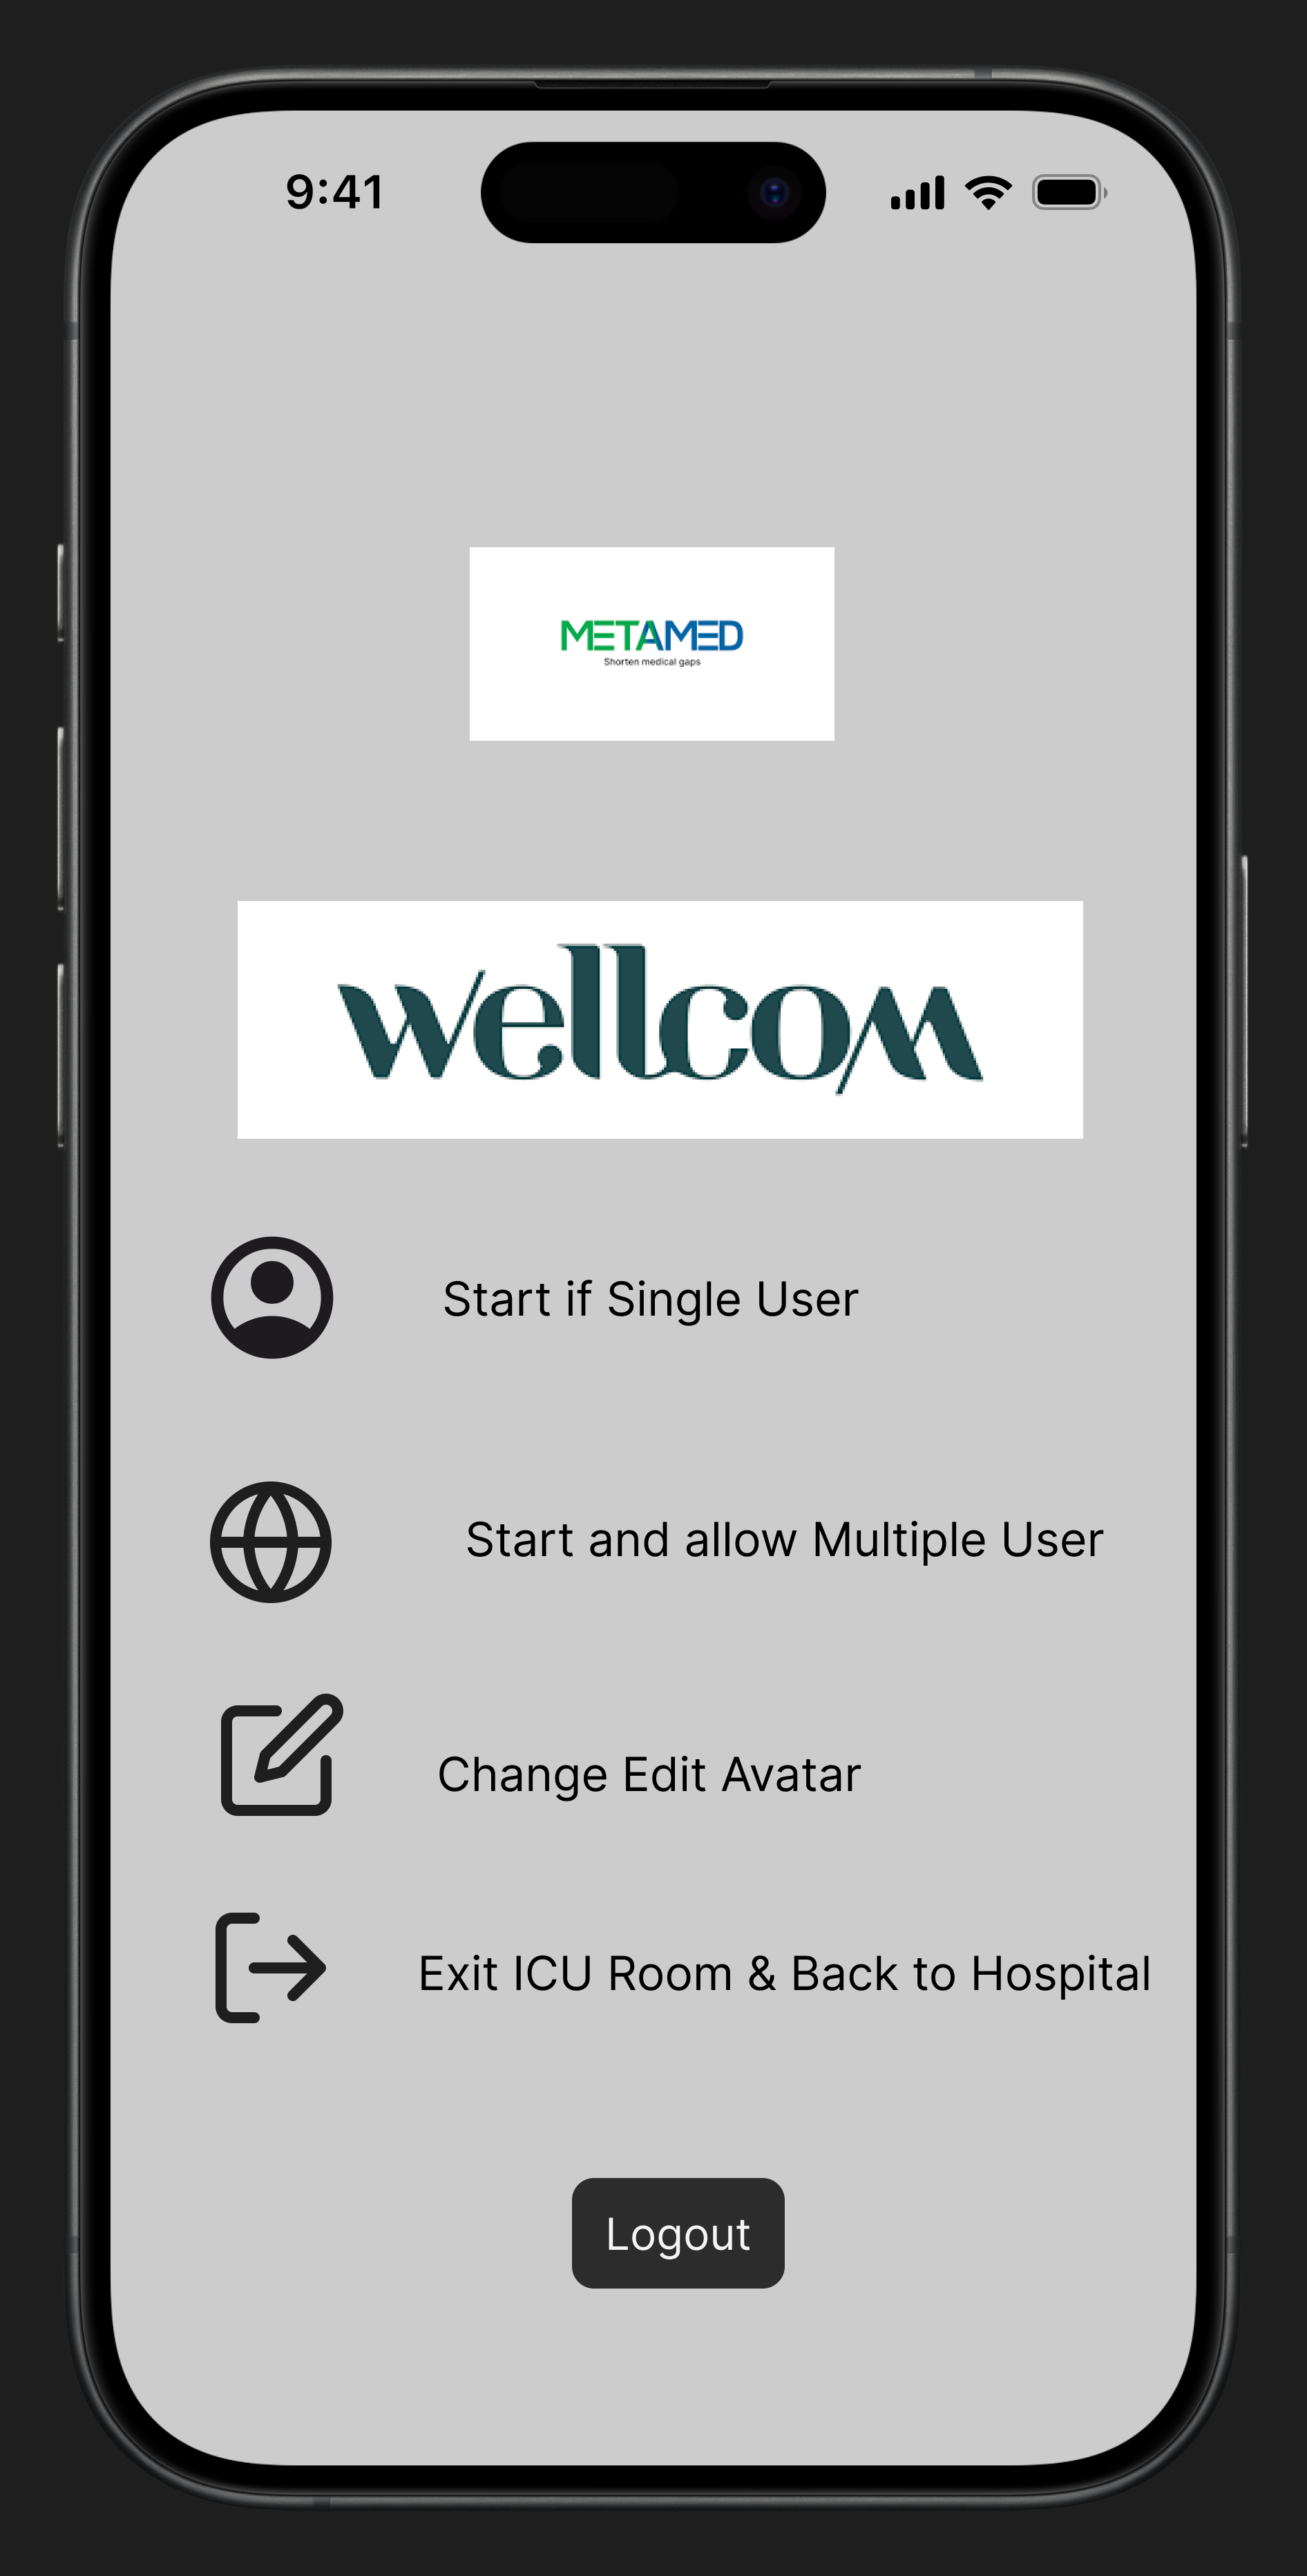 9:41
METAMED
Shorten medical gaps
wellcom
Start if Single User
Start and allow Multiple User
Change Edit Avatar
Exit ICU Room & Back to Hospital
Logout